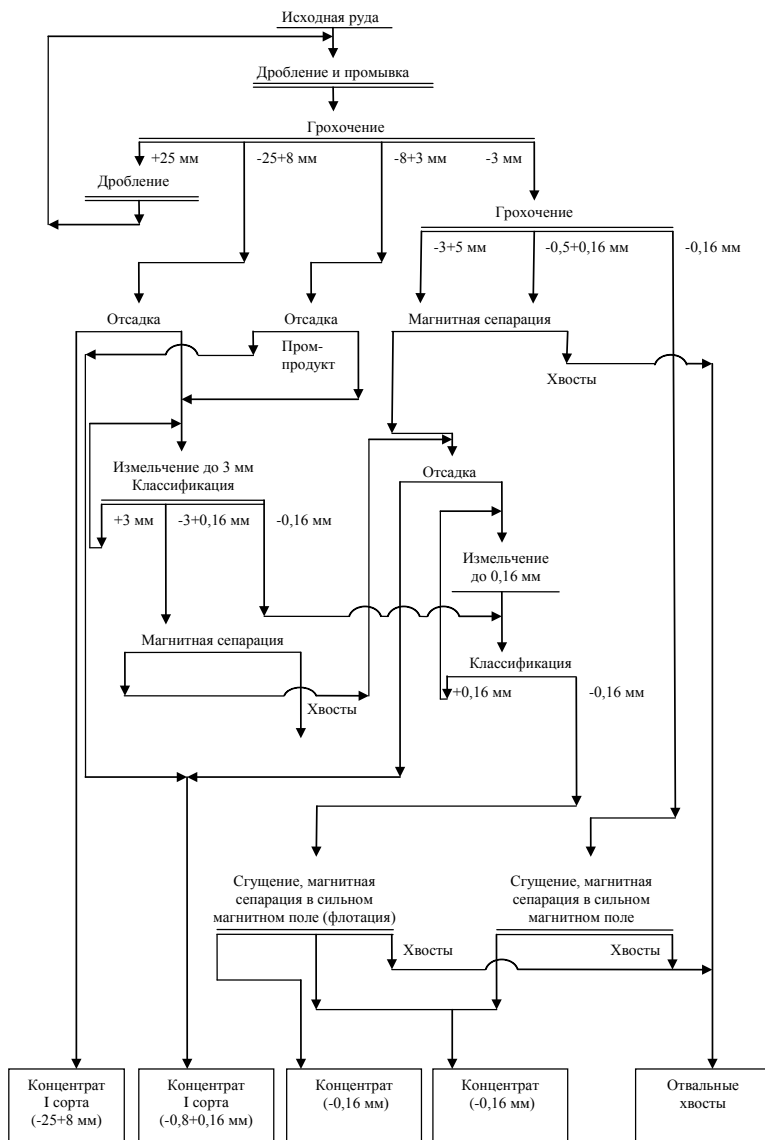 Исходная руда
Дробление и промывка
Грохочение
+25 мм
-25+8 мм
-8+3 мм
-3 мм
Дробление
Грохочение
-3+5 мм
-0,5+0,16 мм
-0,16 мм
Отсадка
Отсадка
Магнитная сепарация
Пром-
продукт
Хвосты
Измельчение до 3 мм
Классификация
Отсадка
+3 мм
-3+0,16 мм
-0,16 мм
Измельчение
до 0,16 мм
Магнитная сепарация
Классификация
+0,16 мм
-0,16 мм
Хвосты
Сгущение, магнитная
сепарация в сильном
магнитном поле (флотация)
Сгущение, магнитная
сепарация в сильном
магнитном поле
Хвосты
Хвосты
Концентрат
I сорта
(-25+8 мм)
Концентрат
I сорта
(-0,8+0,16 мм)
Концентрат
(-0,16 мм)
Концентрат
(-0,16 мм)
Отвальные
хвосты